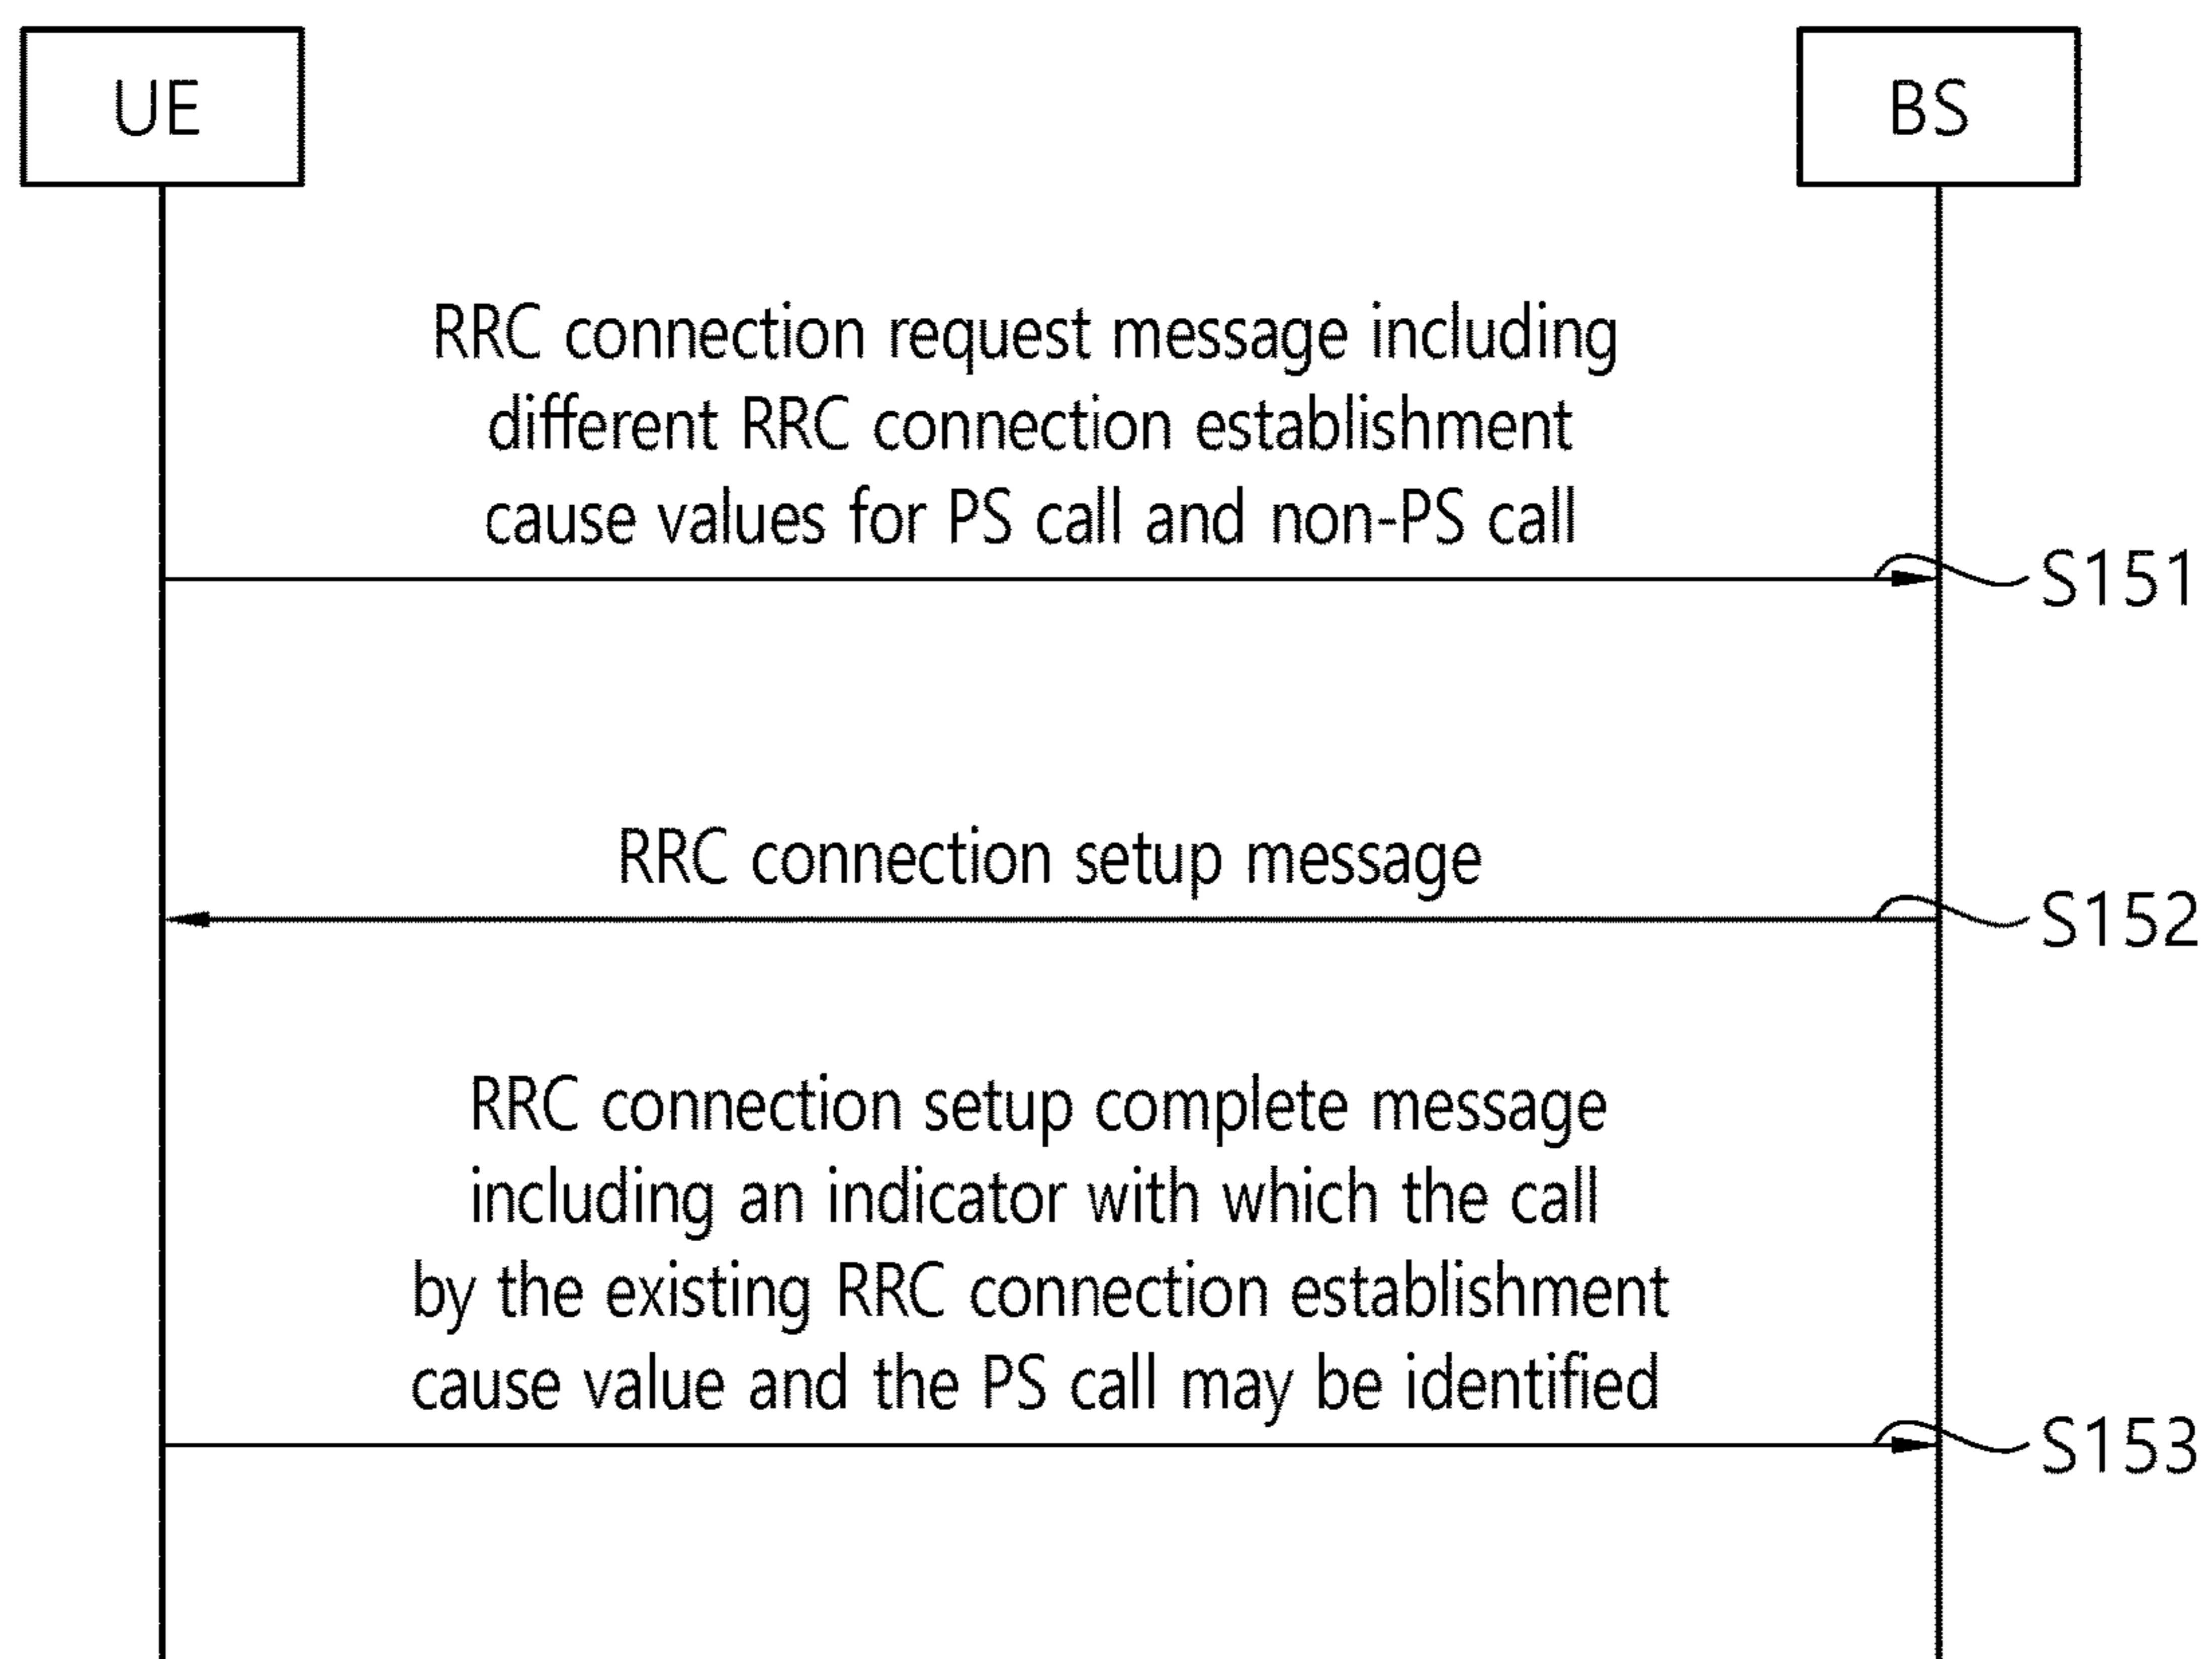 UE
BS
RRC connection request message including
different RRC connection establishment
cause values for PS call and non-PS call
S151
RRC connection setup message
S152
RRC connection setup complete message
including an indicator with which the call
by the existing RRC connection establishment
cause value and the PS call may be identified
S153